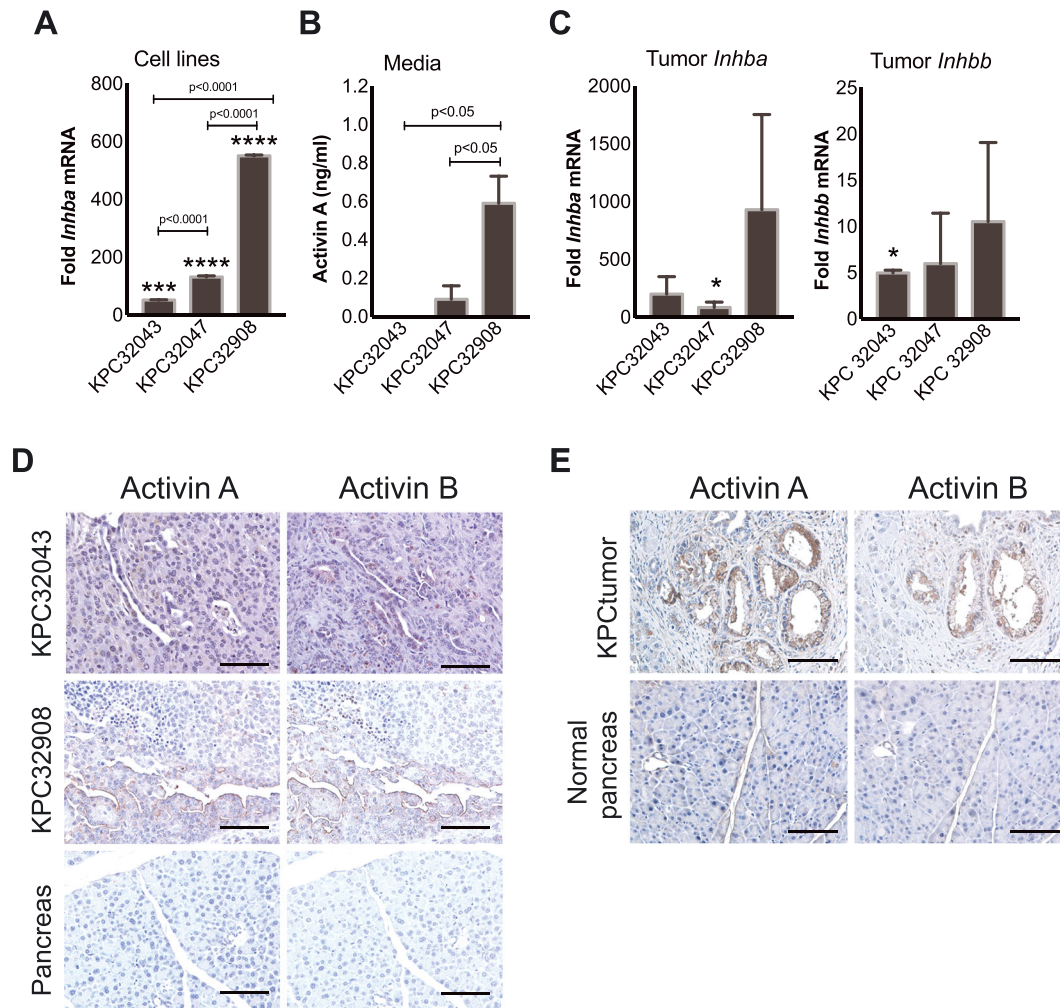 A
Cell lines
Fold Inhba mRNA
800
600
400
200
0
p<0.0001
p<0.0001
p<0.0001
***
****
****
KPC32043
KPC32047
KPC32908
B
Media
Activin A (ng/ml)
1.2
1.0
0.8
0.6
0.4
0.2
0.0
p<0.05
p<0.05
KPC32043
KPC32047
KPC32908
C
Tumor Inhba
Fold Inhba mRNA
2000
1500
1000
500
0
*
KPC32043
KPC32047
KPC32908
Tumor Inhbb
Fold Inhbb mRNA
25
20
15
10
5
0
*
KPC 32043
KPC 32047
KPC 32908
D
Activin A
Activin B
KPC32043
KPC32908
Pancreas
E
Activin A
Activin B
KPCtumor
Normal
pancreas